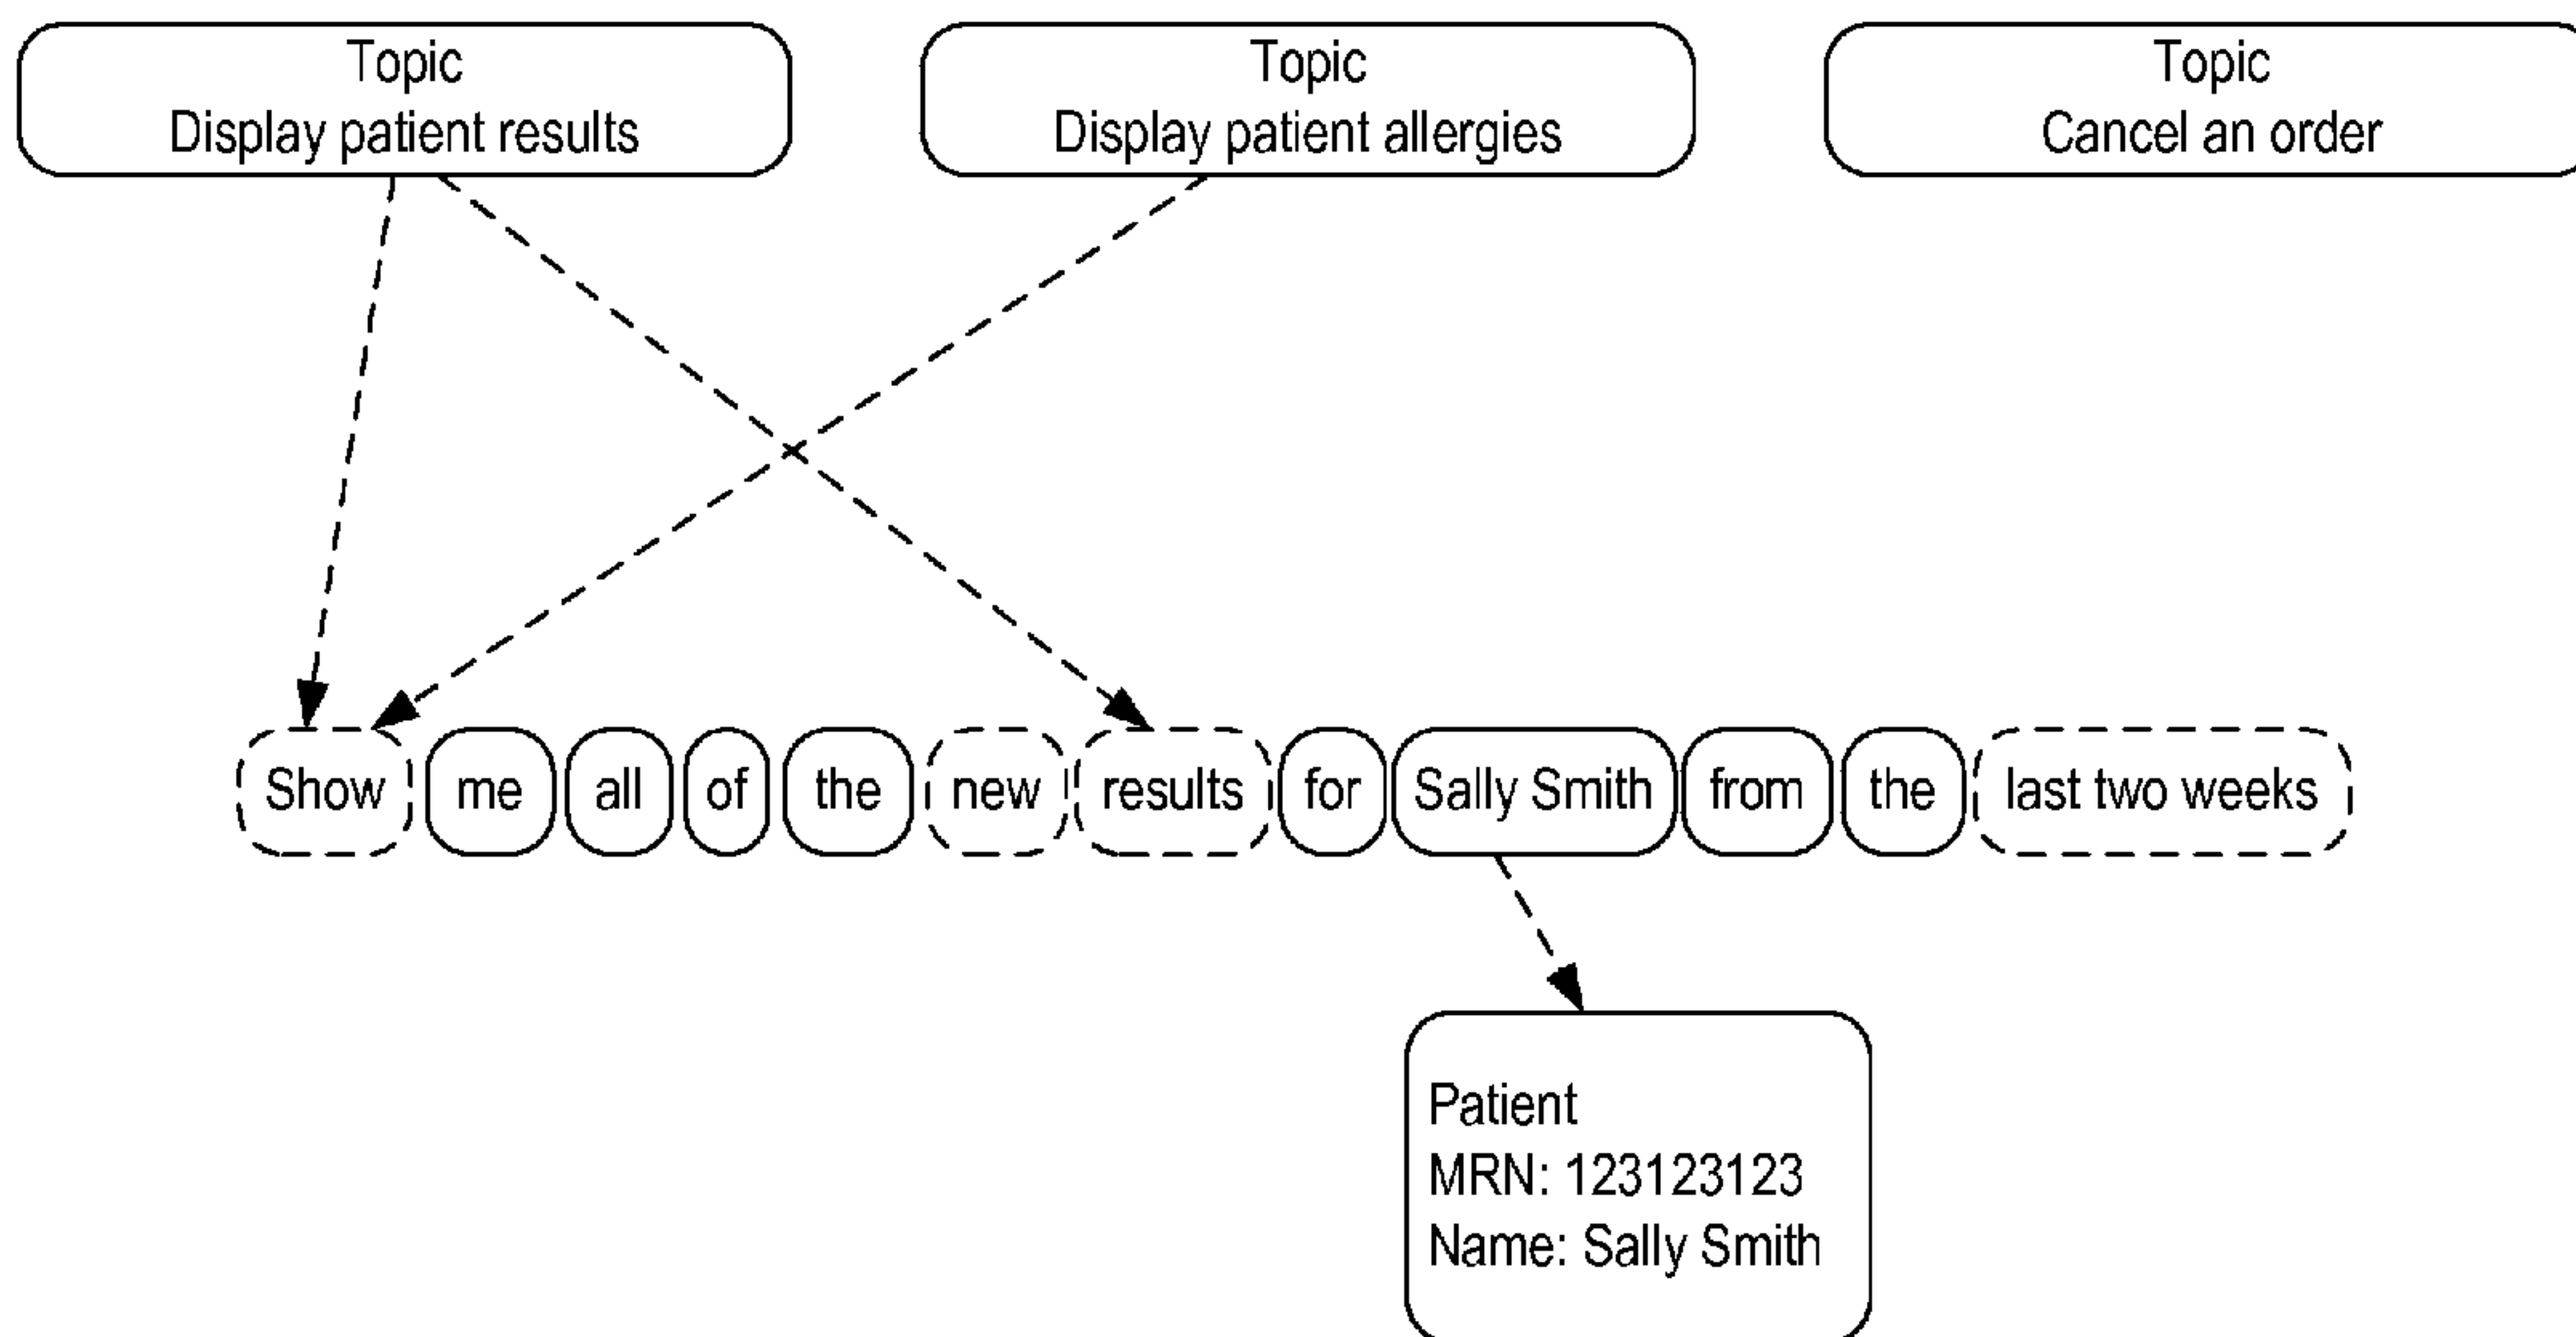 Topic
Display patient results
Topic
Display patient allergies
Topic
Cancel an order
Show me all of the new results for Sally Smith from the last two weeks
Patient
MRN: 123123123
Name: Sally Smith